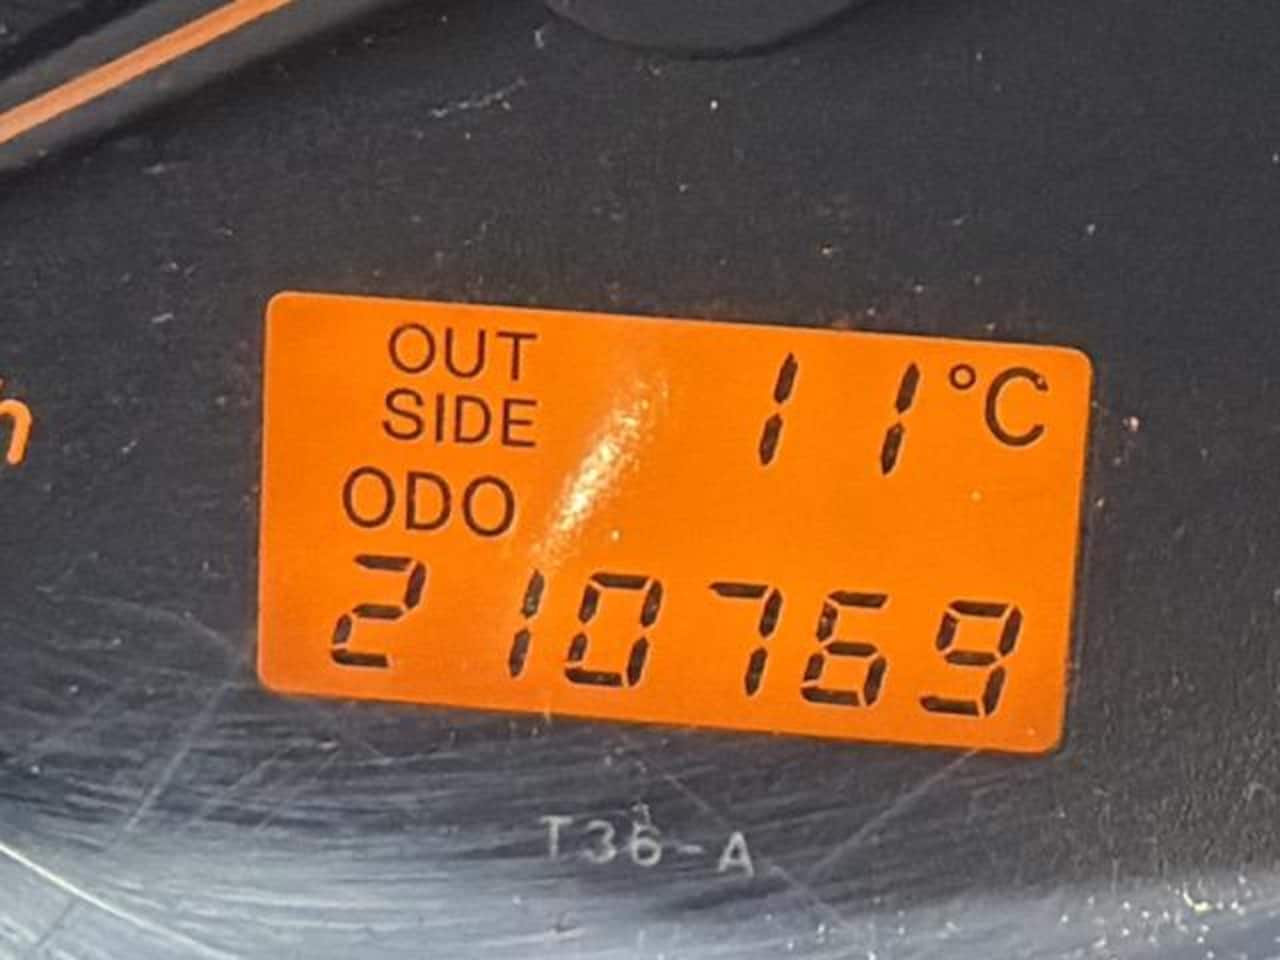 OUT
SIDE
11°C
ODO
210769
T36-A